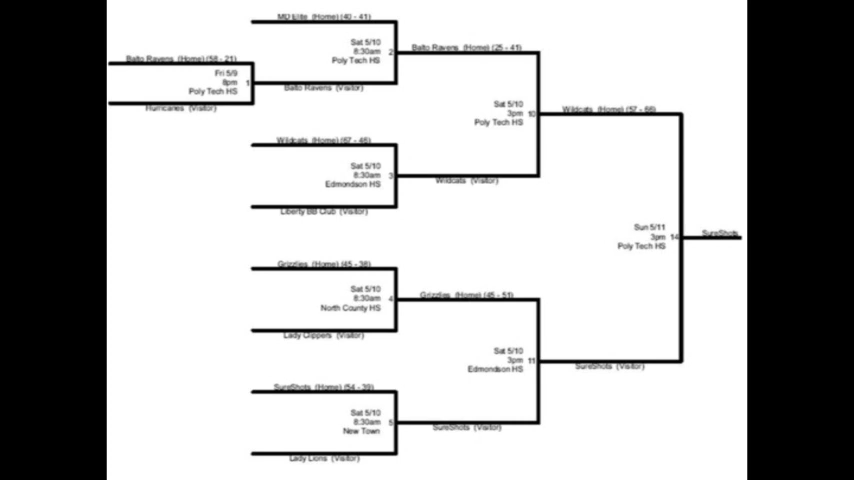 MD Elite (Home) (40 - 41)
Sat 5/10
8:30am 2
Poly Tech HS
Balto Ravens (Home) (25 - 41)
Balto Ravens (Home) (58 - 21)
Fri 5/9
8pm 1
Poly Tech HS
Balto Ravens (Visitor)
Hurricanes (Visitor)
Sat 5/10
3pm 10
Poly Tech HS
Wildcats (Home) (57 - 66)
Wildcats (Home) (67 - 46)
Sat 5/10
8:30am 3
Edmondson HS
Wildcats (Visitor)
Liberty BB Club (Visitor)
Sun 5/11
3pm 14
Poly Tech HS
SureShots
Grizzlies (Home) (45 - 38)
Sat 5/10
8:30am 4
North County HS
Grizzlies (Home) (45 - 51)
Lady Clippers (Visitor)
Sat 5/10
3pm 11
Edmondson HS
SureShots (Visitor)
SureShots (Home) (54 - 39)
Sat 5/10
8:30am 5
New Town
SureShots (Visitor)
Lady Lions (Visitor)